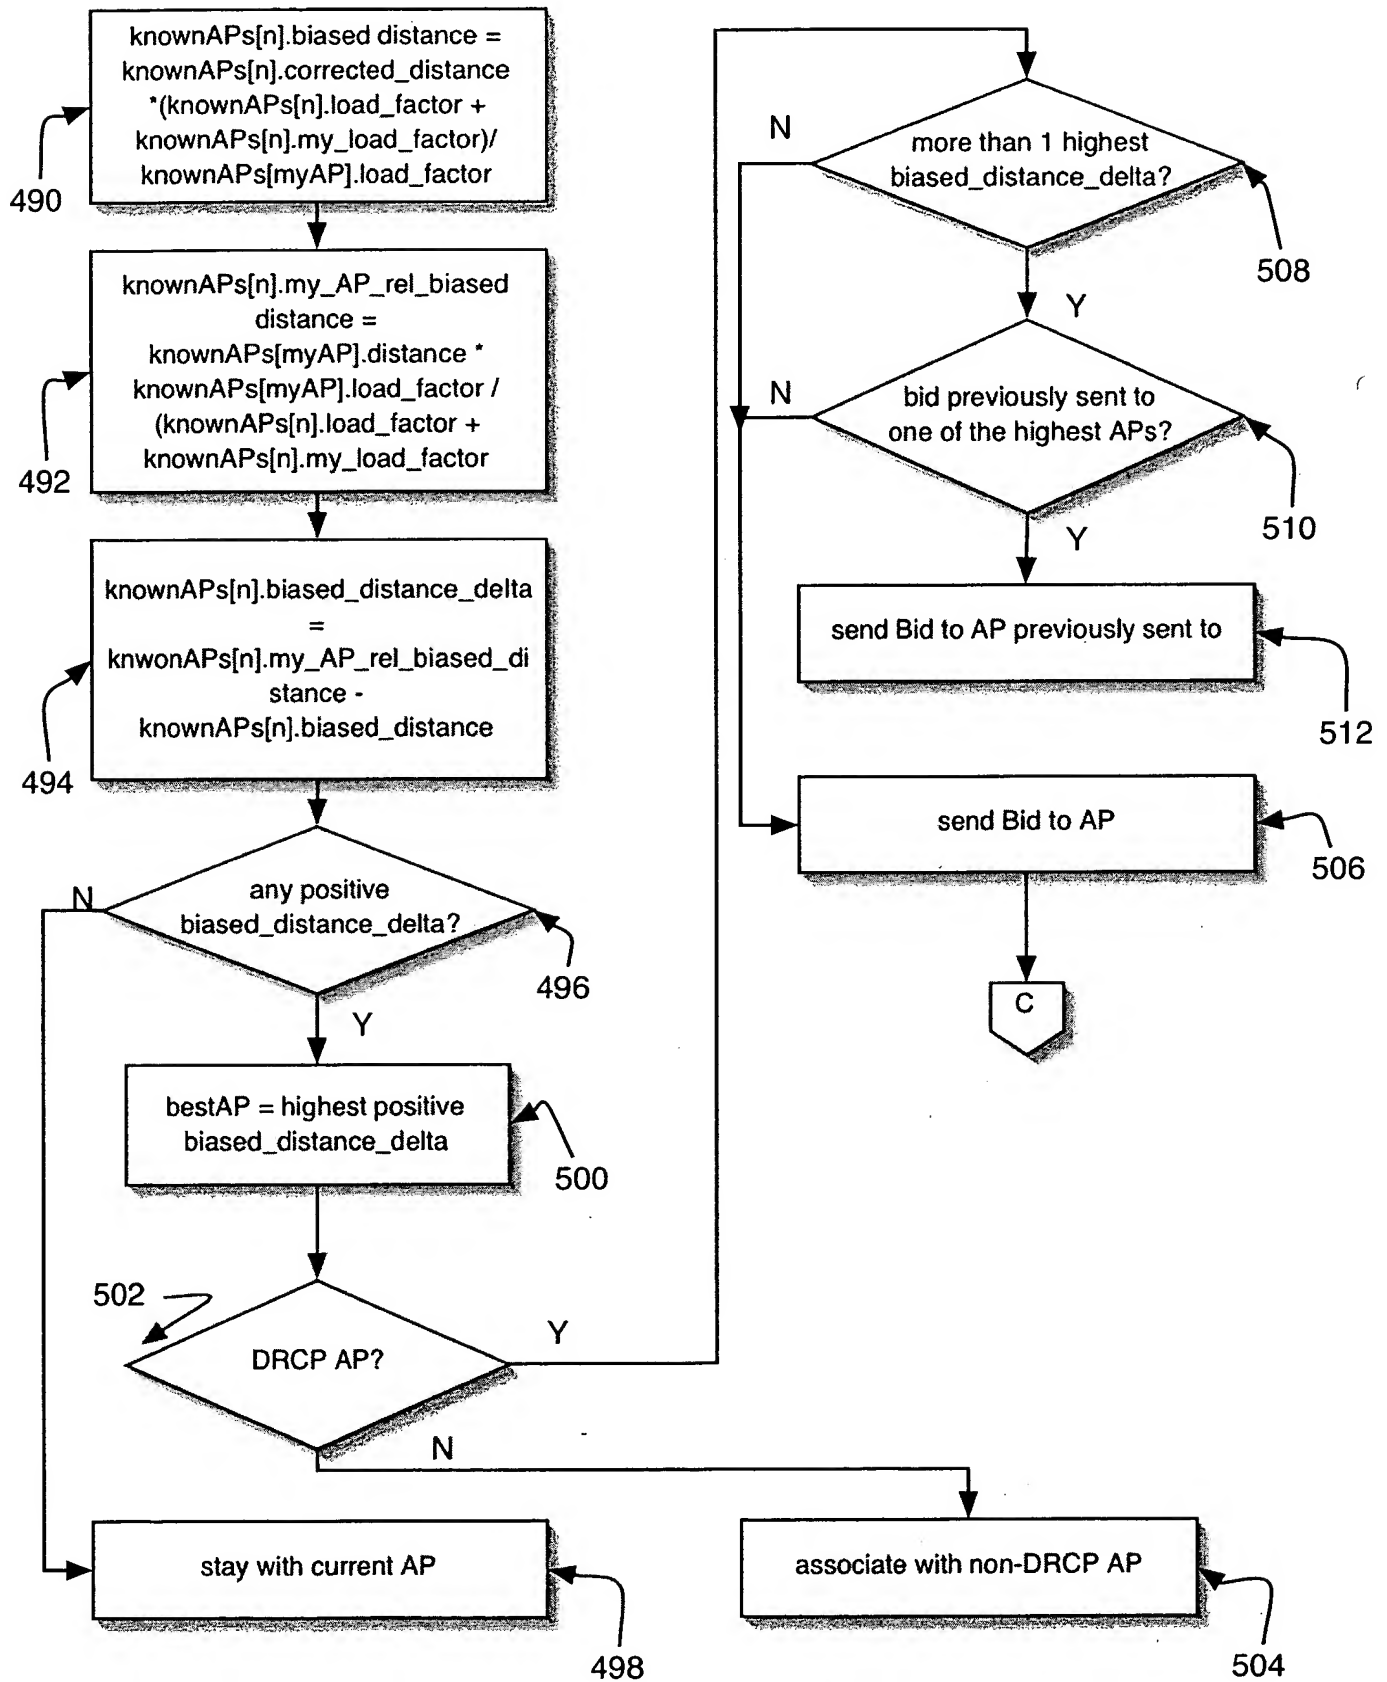 knownAPs[n].biased distance =
knownAPs[n].corrected_distance
*(knownAPs[n].load_factor +
knownAPs[n].my_load_factor)/
knownAPs[myAP].load_factor
490
knownAPs[n].my_AP_rel_biased
distance =
knownAPs[myAP].distance *
knownAPs[myAP].load_factor /
(knownAPs[n].load_factor +
knownAPs[n].my_load_factor
492
knownAPs[n].biased_distance_delta
=
knwonAPs[n].my_AP_rel_biased_di
stance -
knownAPs[n].biased_distance
494
any positive
biased_distance_delta?
N
496
Y
bestAP = highest positive
biased_distance_delta
500
502
DRCP AP?
Y
N
stay with current AP
498
associate with non-DRCP AP
504
more than 1 highest
biased_distance_delta?
N
508
Y
bid previously sent to
one of the highest APs?
N
510
Y
send Bid to AP previously sent to
512
send Bid to AP
506
C